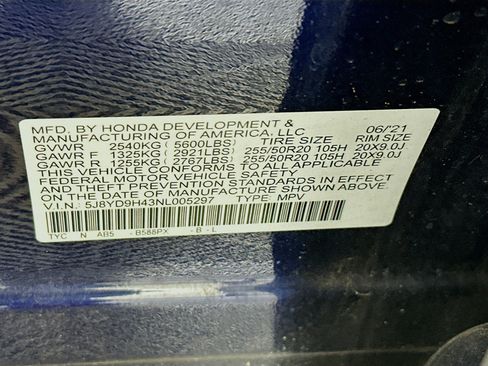 MFD. BY HONDA DEVELOPMENT & 06/'21
MANUFACTURING OF AMERICA, LLC
GVWR 2540KG ( 5600LBS) TIRE SIZE RIM SIZE
GAWR F 1325KG ( 2921LBS) 255/50R20 105H 20X9.0J
GAWR R 1255KG ( 2767LBS) 255/50R20 105H 20X9.0J
THIS VEHICLE CONFORMS TO ALL APPLICABLE
FEDERAL MOTOR VEHICLE SAFETY
AND THEFT PREVENTION STANDARDS IN EFFECT
ON THE DATE OF MANUFACTURE SHOWN ABOVE.
V.I.N.: 5J8YD9H43NL005297 TYPE: MPV
TYC N AB5 - B588PX - B - L